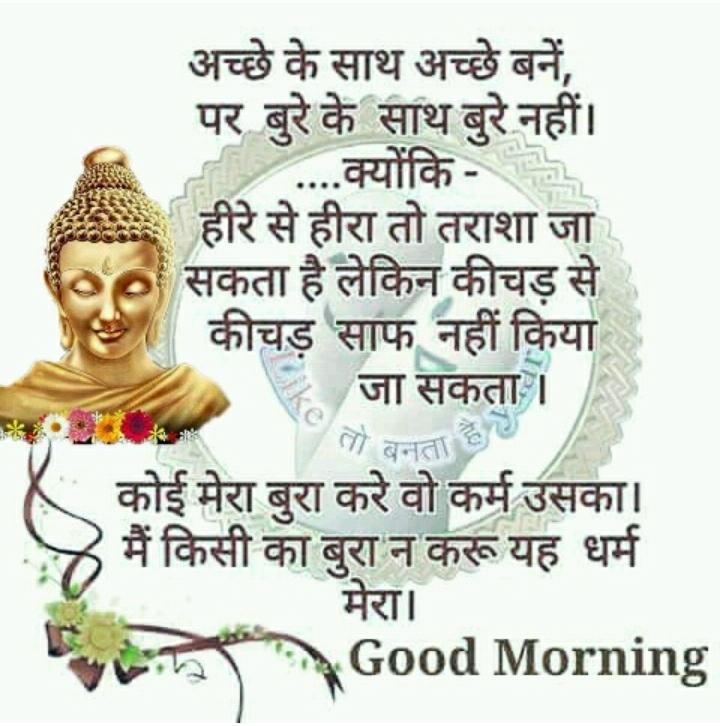 अच्छे के साथ अच्छे बनें,
पर बुरे के साथ बुरे नहीं।
....क्योंकि -
हीरे से हीरा तो तराशा जा
सकता है लेकिन कीचड़ से
कीचड़ साफ नहीं किया
जा सकता ।
Like तो बनता है yaar
कोई मेरा बुरा करे वो कर्म उसका।
मैं किसी का बुरा न करू यह धर्म
मेरा।
Good Morning